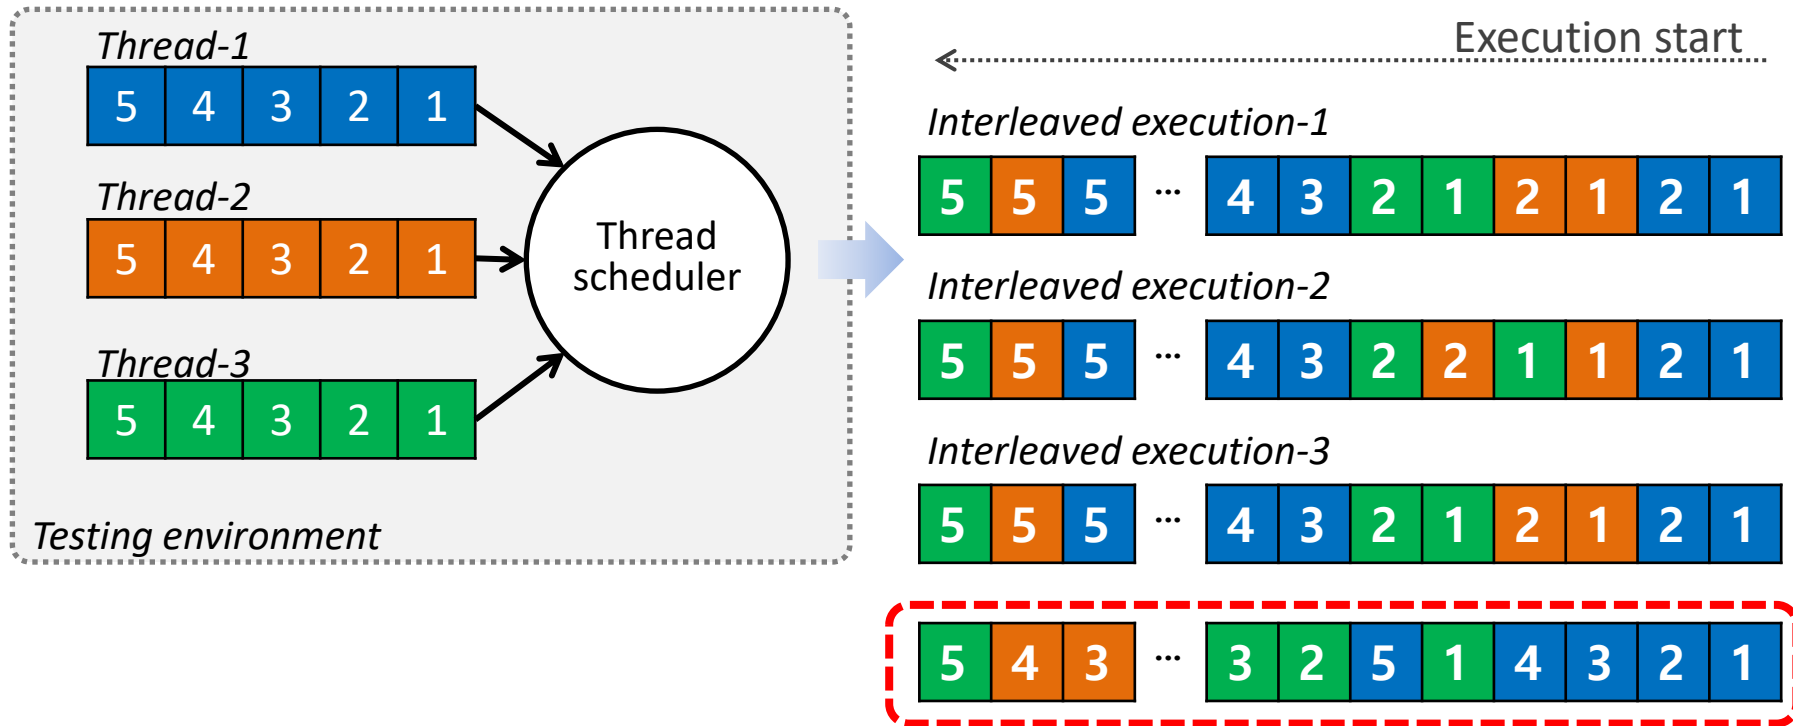 Thread-1
5 4 3 2 1
Thread-2
5 4 3 2 1
Thread-3
5 4 3 2 1
Thread
scheduler
Testing environment
Execution start
Interleaved execution-1
5 5 5 ... 4 3 2 1 2 1 2 1
Interleaved execution-2
5 5 5 ... 4 3 2 2 1 1 2 1
Interleaved execution-3
5 5 5 ... 4 3 2 1 2 1 2 1
5 4 3 ... 3 2 5 1 4 3 2 1